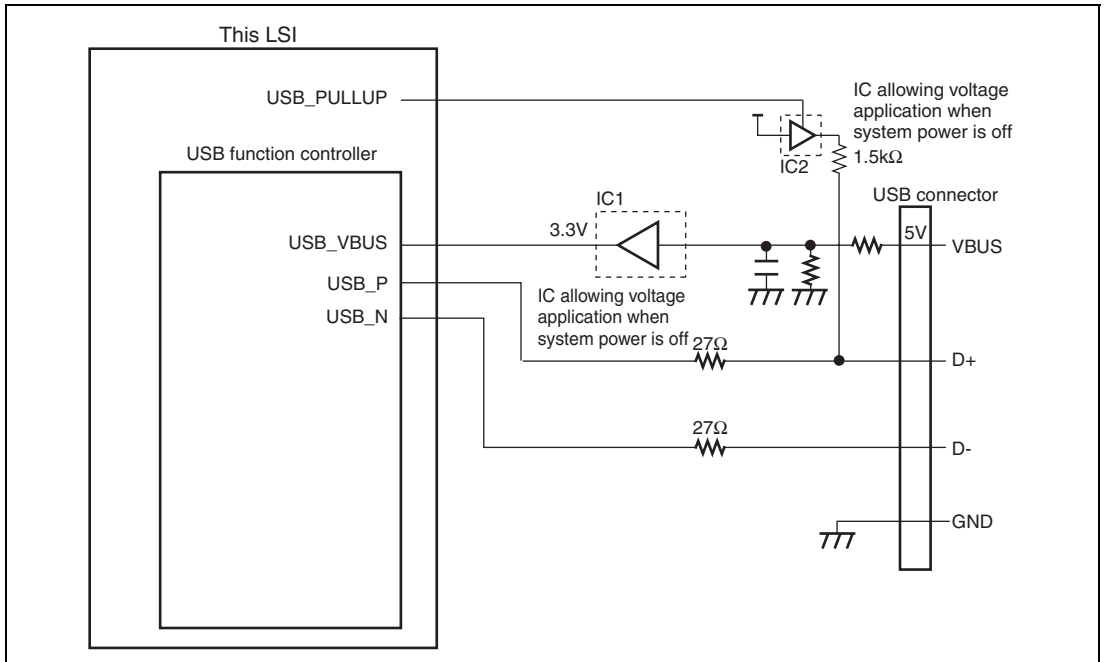 This LSI
USB_PULLUP
IC allowing voltage
application when
system power is off
1.5kΩ
IC2
USB function controller
USB connector
IC1
3.3V
5V
USB_VBUS
VBUS
USB_P
IC allowing voltage
application when
system power is off
USB_N
27Ω
D+
27Ω
D-
GND